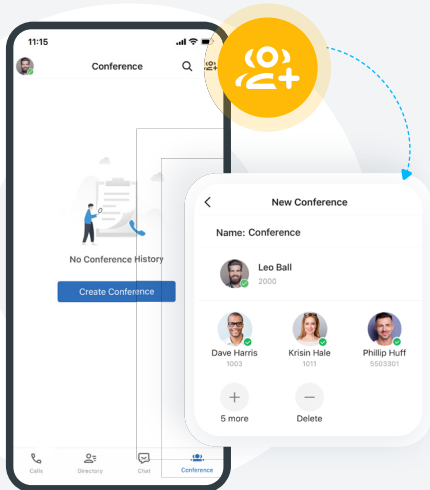 11:15
Conference
No Conference History
Create Conference
Calls
Directory
Chat
Conference
New Conference
Name: Conference
Leo Ball
2000
Dave Harris
1003
Krisin Hale
1011
Phillip Huff
5503301
5 more
Delete